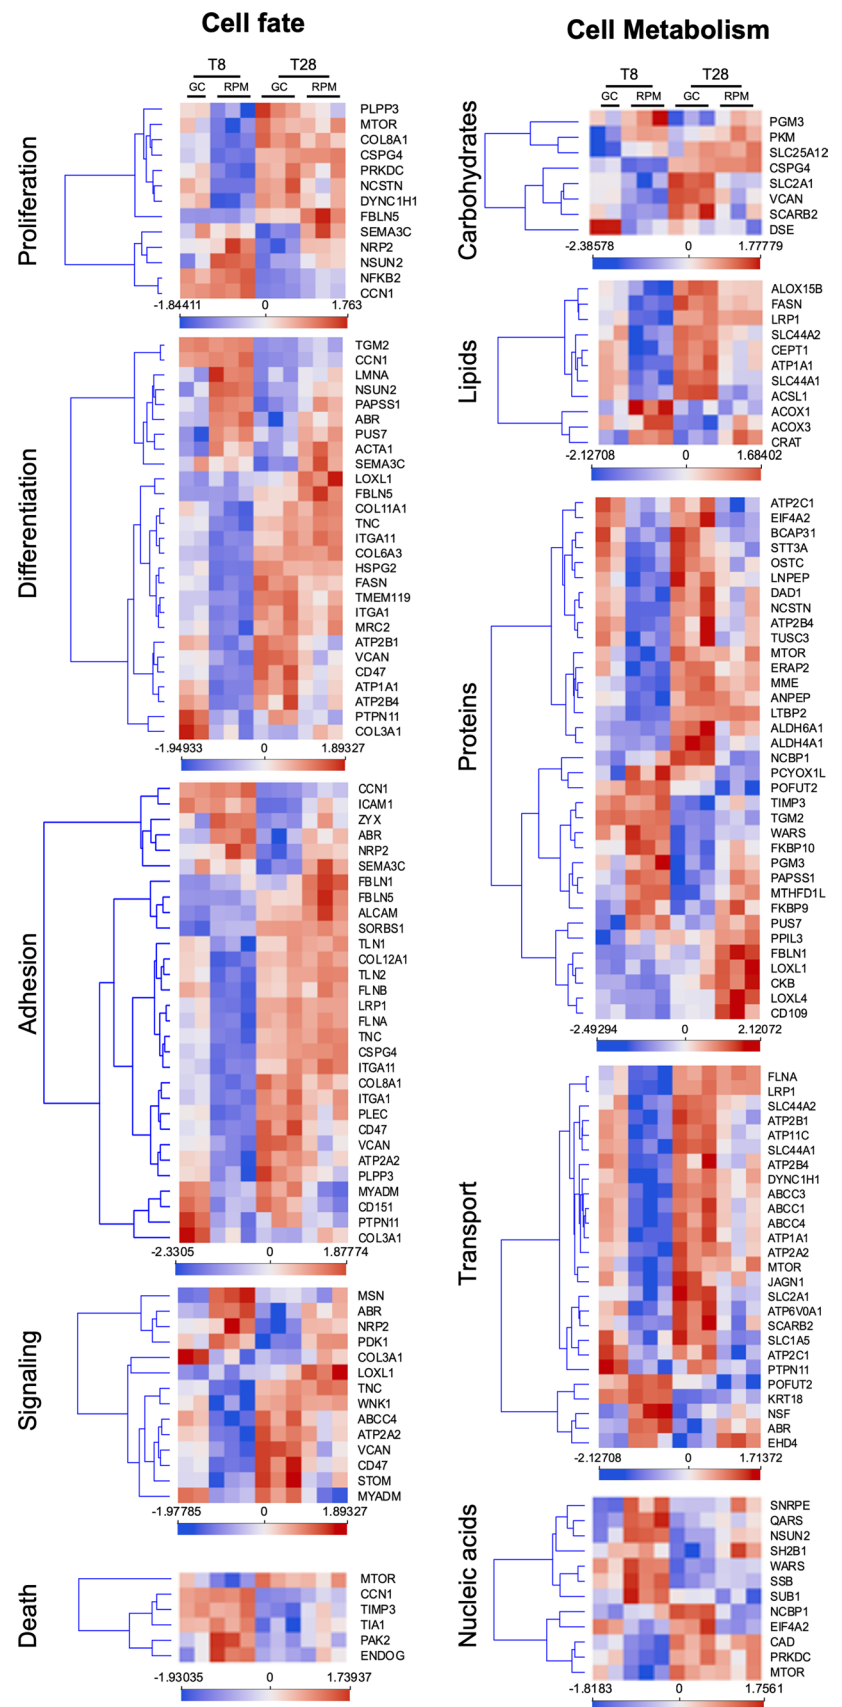 Cell fate
T8
T28
GC
RPM
GC
RPM
Proliferation
PLPP3
MTOR
COL8A1
CSPG4
PRKDC
NCSTN
DYNC1H1
FBLN5
SEMA3C
NRP2
NSUN2
NFKB2
CCN1
-1.84411
0
1.763
Differentiation
TGM2
CCN1
LMNA
NSUN2
PAPSS1
ABR
PUS7
ACTA1
SEMA3C
LOXL1
FBLN5
COL11A1
TNC
ITGA11
COL6A3
HSPG2
FASN
TMEM119
ITGA1
MRC2
ATP2B1
VCAN
CD47
ATP1A1
ATP2B4
PTPN11
COL3A1
-1.94933
0
1.89327
Adhesion
CCN1
ICAM1
ZYX
ABR
NRP2
SEMA3C
FBLN1
FBLN5
ALCAM
SORBS1
TLN1
COL12A1
TLN2
FLNB
LRP1
FLNA
TNC
CSPG4
ITGA11
COL8A1
ITGA1
PLEC
CD47
VCAN
ATP2A2
PLPP3
MYADM
CD151
PTPN11
COL3A1
-2.3305
0
1.87774
Signaling
MSN
ABR
NRP2
PDK1
COL3A1
LOXL1
TNC
WNK1
ABCC4
ATP2A2
VCAN
CD47
STOM
MYADM
-1.97785
0
1.89327
Death
MTOR
CCN1
TIMP3
TIA1
PAK2
ENDOG
-1.93035
0
1.73937
Cell Metabolism
T8
T28
GC
RPM
GC
RPM
Carbohydrates
PGM3
PKM
SLC25A12
CSPG4
SLC2A1
VCAN
SCARB2
DSE
-2.38578
0
1.77779
Lipids
ALOX15B
FASN
LRP1
SLC44A2
CEPT1
ATP1A1
SLC44A1
ACSL1
ACOX1
ACOX3
CRAT
-2.12708
0
1.68402
Proteins
ATP2C1
EIF4A2
BCAP31
STT3A
OSTC
LNPEP
DAD1
NCSTN
ATP2B4
TUSC3
MTOR
ERAP2
MME
ANPEP
LTBP2
ALDH6A1
ALDH4A1
NCBP1
PCYOX1L
POFUT2
TIMP3
TGM2
WARS
FKBP10
PGM3
PAPSS1
MTHFD1L
FKBP9
PUS7
PPIL3
FBLN1
LOXL1
CKB
LOXL4
CD109
-2.49294
0
2.12072
Transport
FLNA
LRP1
SLC44A2
ATP2B1
ATP11C
SLC44A1
ATP2B4
DYNC1H1
ABCC3
ABCC1
ABCC4
ATP1A1
ATP2A2
MTOR
JAGN1
SLC2A1
ATP6V0A1
SCARB2
SLC1A5
ATP2C1
PTPN11
POFUT2
KRT18
NSF
ABR
EHD4
-2.12708
0
1.71372
Nucleic acids
SNRPE
QARS
NSUN2
SH2B1
WARS
SSB
SUB1
NCBP1
EIF4A2
CAD
PRKDC
MTOR
-1.8183
0
1.7561